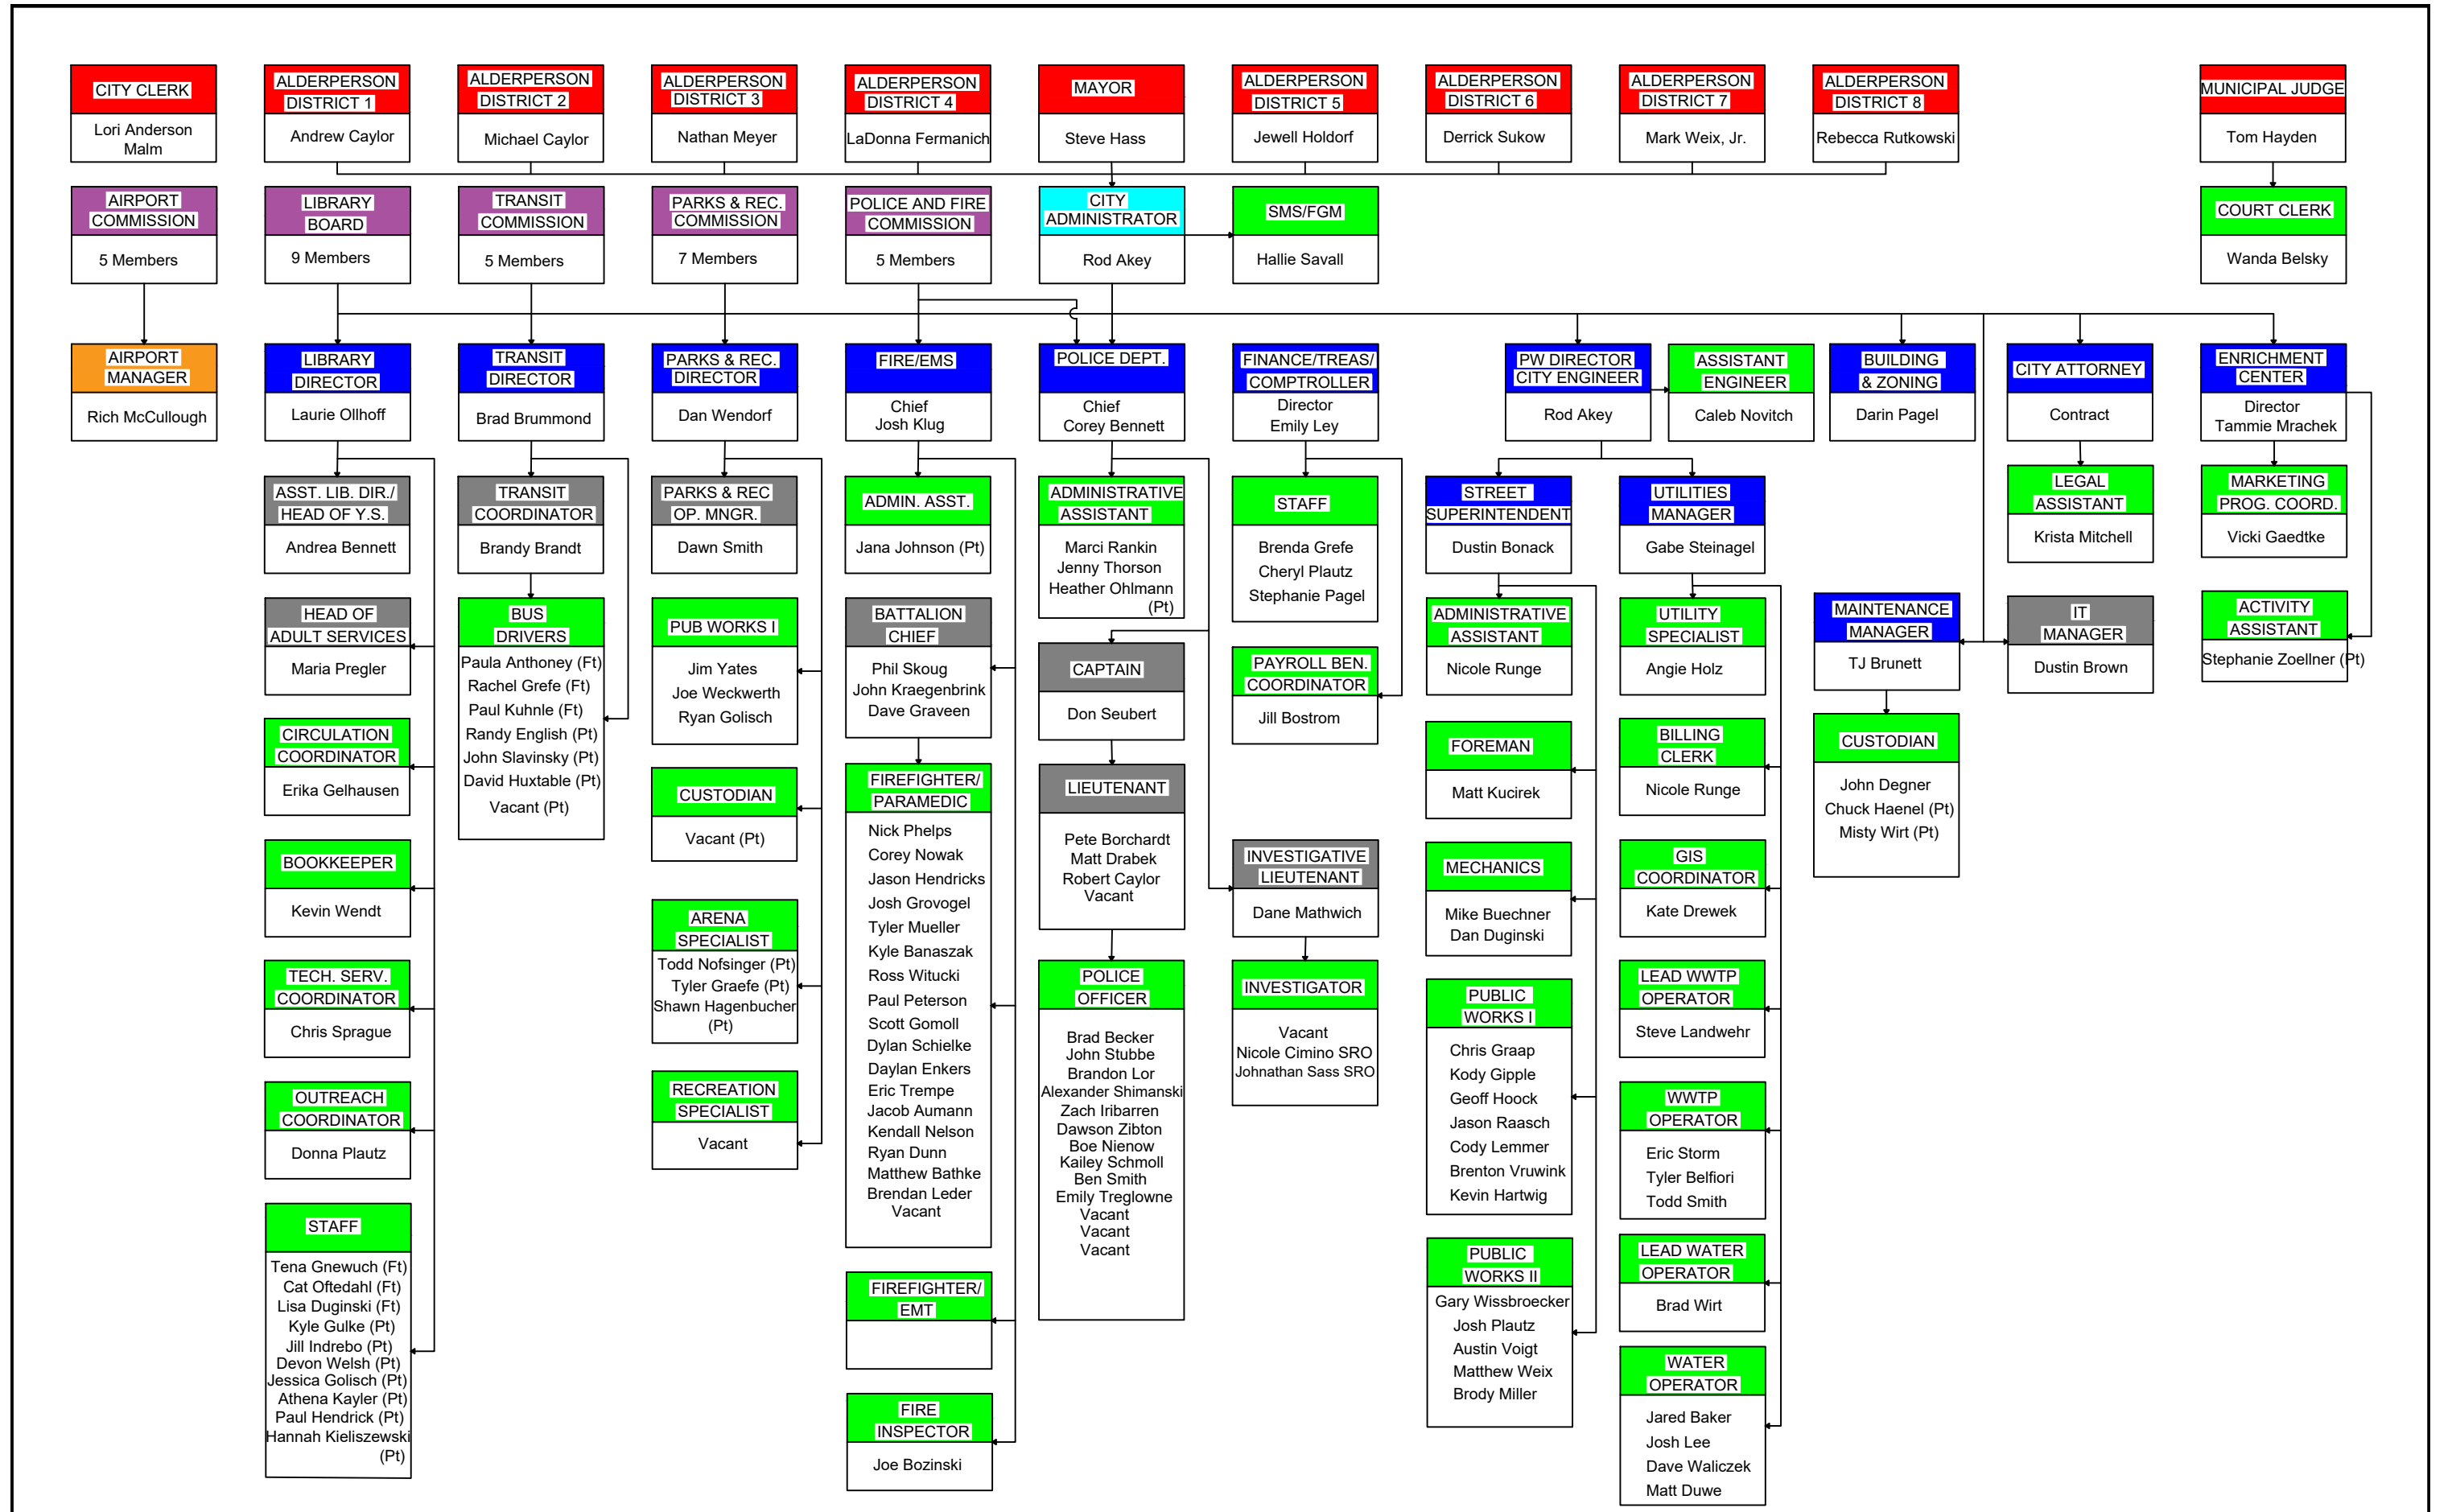 CITY CLERK
Lori Anderson
Malm
ALDERPERSON
DISTRICT 1
Andrew Caylor
ALDERPERSON
DISTRICT 2
Michael Caylor
ALDERPERSON
DISTRICT 3
Nathan Meyer
ALDERPERSON
DISTRICT 4
LaDonna Fermanich
MAYOR
Steve Hass
ALDERPERSON
DISTRICT 5
Jewell Holdorf
ALDERPERSON
DISTRICT 6
Derrick Sukow
ALDERPERSON
DISTRICT 7
Mark Weix, Jr.
ALDERPERSON
DISTRICT 8
Rebecca Rutkowski
MUNICIPAL JUDGE
Tom Hayden
AIRPORT
COMMISSION
5 Members
LIBRARY
BOARD
9 Members
TRANSIT
COMMISSION
5 Members
PARKS & REC.
COMMISSION
7 Members
POLICE AND FIRE
COMMISSION
5 Members
CITY
ADMINISTRATOR
Rod Akey
SMS/FGM
Hallie Savall
COURT CLERK
Wanda Belsky
AIRPORT
MANAGER
Rich McCullough
LIBRARY
DIRECTOR
Laurie Ollhoff
TRANSIT
DIRECTOR
Brad Brummond
PARKS & REC.
DIRECTOR
Dan Wendorf
FIRE/EMS
Chief
Josh Klug
POLICE DEPT.
Chief
Corey Bennett
FINANCE/TREAS/
COMPTROLLER
Director
Emily Ley
PW DIRECTOR
CITY ENGINEER
Rod Akey
ASSISTANT
ENGINEER
Caleb Novitch
BUILDING
& ZONING
Darin Pagel
CITY ATTORNEY
Contract
ENRICHMENT
CENTER
Director
Tammie Mrachek
ASST. LIB. DIR./
HEAD OF Y.S.
Andrea Bennett
TRANSIT
COORDINATOR
Brandy Brandt
PARKS & REC
OP. MNGR.
Dawn Smith
ADMIN. ASST.
Jana Johnson (Pt)
ADMINISTRATIVE
ASSISTANT
Marci Rankin
Jenny Thorson
Heather Ohlmann
(Pt)
STAFF
Brenda Grefe
Cheryl Plautz
Stephanie Pagel
STREET
SUPERINTENDENT
Dustin Bonack
UTILITIES
MANAGER
Gabe Steinagel
LEGAL
ASSISTANT
Krista Mitchell
MARKETING
PROG. COORD.
Vicki Gaedtke
HEAD OF
ADULT SERVICES
Maria Pregler
BUS
DRIVERS
Paula Anthoney (Ft)
Rachel Grefe (Ft)
Paul Kuhnle (Ft)
Randy English (Pt)
John Slavinsky (Pt)
David Huxtable (Pt)
Vacant (Pt)
PUB WORKS I
Jim Yates
Joe Weckwerth
Ryan Golisch
BATTALION
CHIEF
Phil Skoug
John Kraegenbrink
Dave Graveen
CAPTAIN
Don Seubert
PAYROLL BEN.
COORDINATOR
Jill Bostrom
ADMINISTRATIVE
ASSISTANT
Nicole Runge
UTILITY
SPECIALIST
Angie Holz
MAINTENANCE
MANAGER
TJ Brunett
IT
MANAGER
Dustin Brown
ACTIVITY
ASSISTANT
Stephanie Zoellner (Pt)
CIRCULATION
COORDINATOR
Erika Gelhausen
CUSTODIAN
Vacant (Pt)
FIREFIGHTER/
PARAMEDIC
Nick Phelps
Corey Nowak
Jason Hendricks
Josh Grovogel
Tyler Mueller
Kyle Banaszak
Ross Witucki
Paul Peterson
Scott Gomoll
Dylan Schielke
Daylan Enkers
Eric Trempe
Jacob Aumann
Kendall Nelson
Ryan Dunn
Matthew Bathke
Brendan Leder
Vacant
LIEUTENANT
Pete Borchardt
Matt Drabek
Robert Caylor
Vacant
INVESTIGATIVE
LIEUTENANT
Dane Mathwich
FOREMAN
Matt Kucirek
BILLING
CLERK
Nicole Runge
CUSTODIAN
John Degner
Chuck Haenel (Pt)
Misty Wirt (Pt)
BOOKKEEPER
Kevin Wendt
ARENA
SPECIALIST
Todd Nofsinger (Pt)
Tyler Graefe (Pt)
Shawn Hagenbucher
(Pt)
MECHANICS
Mike Buechner
Dan Duginski
GIS
COORDINATOR
Kate Drewek
TECH. SERV.
COORDINATOR
Chris Sprague
POLICE
OFFICER
Brad Becker
John Stubbe
Brandon Lor
Alexander Shimanski
Zach Iribarren
Dawson Zibton
Boe Nienow
Kailey Schmoll
Ben Smith
Emily Treglowne
Vacant
Vacant
Vacant
INVESTIGATOR
Vacant
Nicole Cimino SRO
Johnathan Sass SRO
PUBLIC
WORKS I
Chris Graap
Kody Gipple
Geoff Hoock
Jason Raasch
Cody Lemmer
Brenton Vruwink
Kevin Hartwig
LEAD WWTP
OPERATOR
Steve Landwehr
OUTREACH
COORDINATOR
Donna Plautz
RECREATION
SPECIALIST
Vacant
WWTP
OPERATOR
Eric Storm
Tyler Belfiori
Todd Smith
STAFF
Tena Gnewuch (Ft)
Cat Oftedahl (Ft)
Lisa Duginski (Ft)
Kyle Gulke (Pt)
Jill Indrebo (Pt)
Devon Welsh (Pt)
Jessica Golisch (Pt)
Athena Kayler (Pt)
Paul Hendrick (Pt)
Hannah Kieliszewski
(Pt)
FIREFIGHTER/
EMT
PUBLIC
WORKS II
Gary Wissbroecker
Josh Plautz
Austin Voigt
Matthew Weix
Brody Miller
LEAD WATER
OPERATOR
Brad Wirt
FIRE
INSPECTOR
Joe Bozinski
WATER
OPERATOR
Jared Baker
Josh Lee
Dave Waliczek
Matt Duwe